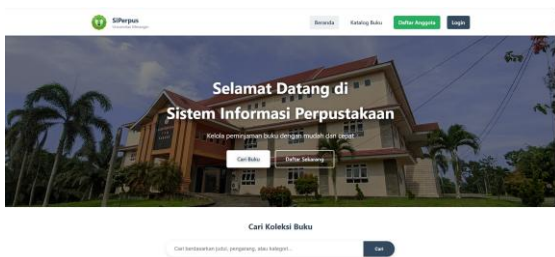 SiPerpus
Beranda
Katalog Buku
Daftar Anggota
Login
Selamat Datang di
Sistem Informasi Perpustakaan
Kelola peminjaman buku dengan mudah dan cepat
Cari Buku
Daftar Sekarang
Cari Koleksi Buku
Cari berdasarkan judul, pengarang, atau kategori...
Cari